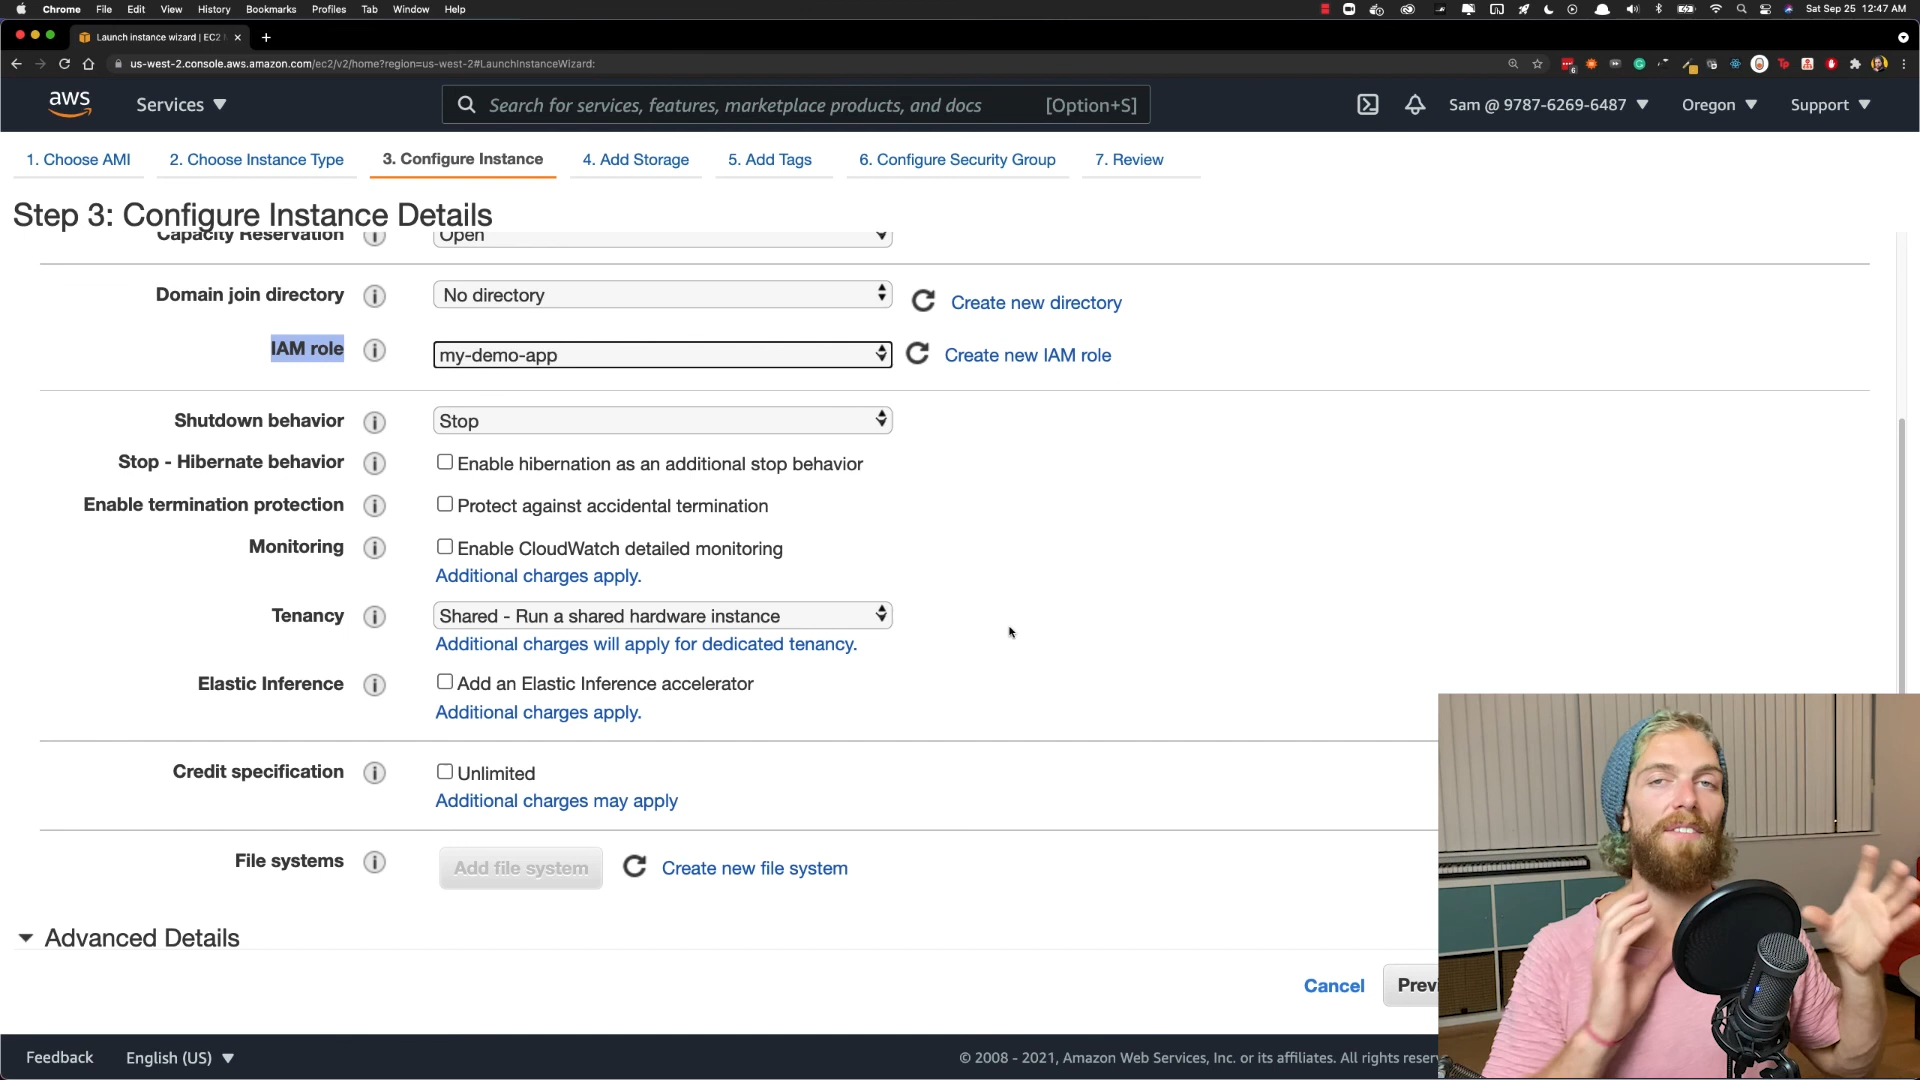 Chrome File Edit View History Bookmarks Profiles Tab Window Help Sat Sep 25 12:47 AM
Launch instance wizard | EC2
us-west-2.console.aws.amazon.com/ec2/v2/home?region=us-west-2#LaunchInstanceWizard:
aws Services Search for services, features, marketplace products, and docs [Option+S] Sam @ 9787-6269-6487 Oregon Support
1. Choose AMI 2. Choose Instance Type 3. Configure Instance 4. Add Storage 5. Add Tags 6. Configure Security Group 7. Review
Step 3: Configure Instance Details
Capacity Reservation Open
Domain join directory No directory Create new directory
IAM role my-demo-app Create new IAM role
Shutdown behavior Stop
Stop - Hibernate behavior Enable hibernation as an additional stop behavior
Enable termination protection Protect against accidental termination
Monitoring Enable CloudWatch detailed monitoring
Additional charges apply.
Tenancy Shared - Run a shared hardware instance
Additional charges will apply for dedicated tenancy.
Elastic Inference Add an Elastic Inference accelerator
Additional charges apply.
Credit specification Unlimited
Additional charges may apply
File systems Add file system Create new file system
Advanced Details
Cancel Previ
Feedback English (US) © 2008 - 2021, Amazon Web Services, Inc. or its affiliates. All rights reser